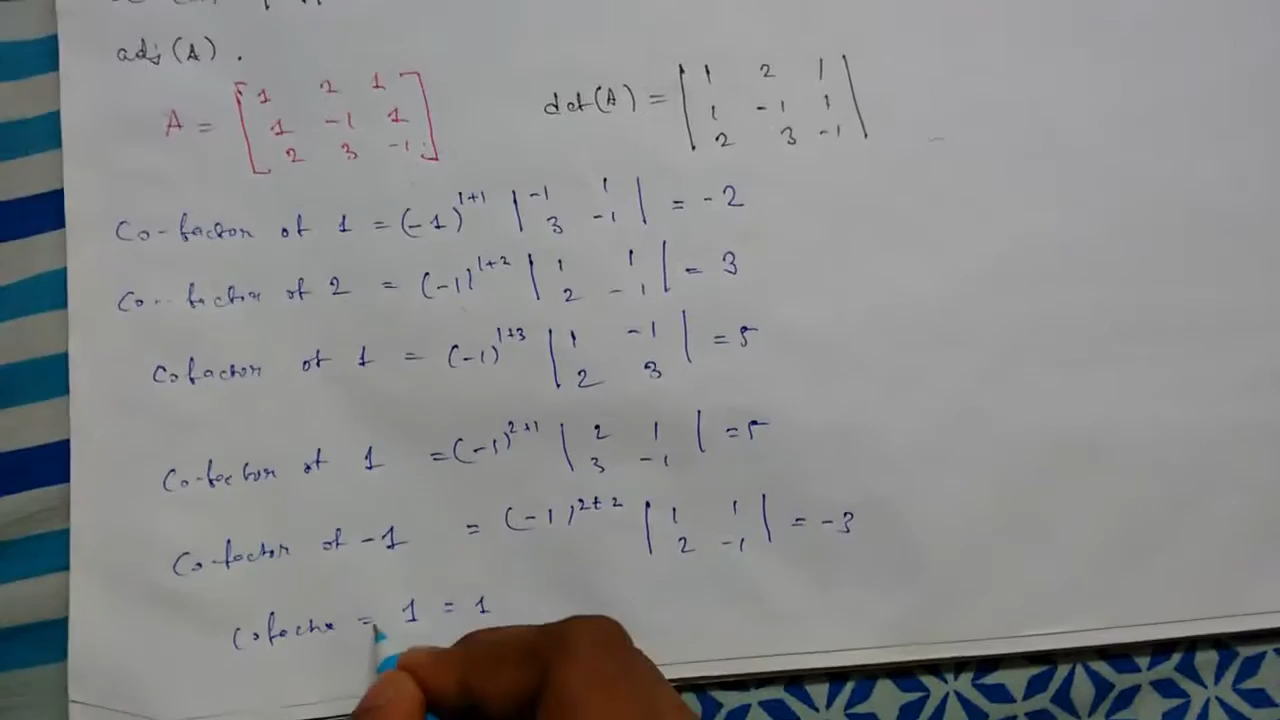 adj (A) .
A = [ 1 2 1
1 -1 1
2 3 -1 ]
det(A) = | 1 2 1
1 -1 1
2 3 -1 |
Co-factor of 1 = (-1)^1+1 | -1 1
3 -1 | = -2
Co-factor of 2 = (-1)^1+2 | 1 1
2 -1 | = 3
Cofactor of 1 = (-1)^1+3 | 1 -1
2 3 | = 5
Co-factor of 1 = (-1)^2+1 | 2 1
3 -1 | = 5
Co-factor of -1 = (-1)^2+2 | 1 1
2 -1 | = -3
Cofactor = 1 = 1